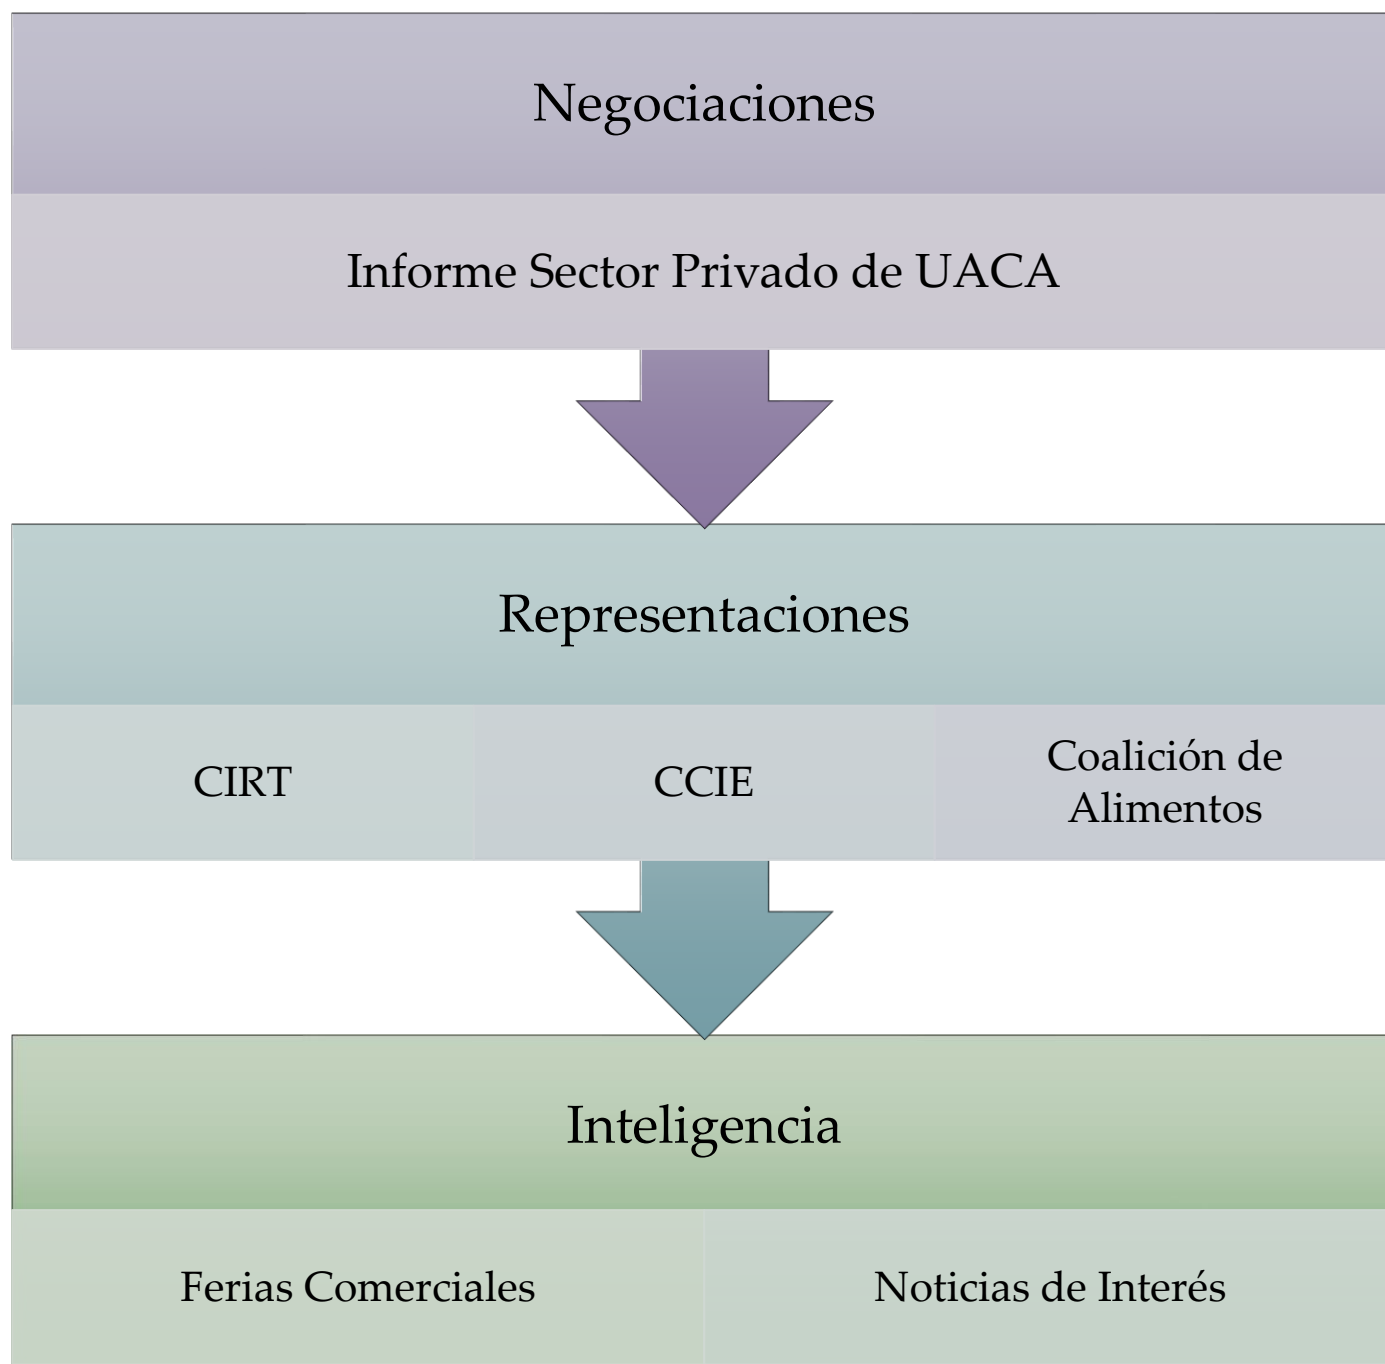 Negociaciones
Informe Sector Privado de UACA
Representaciones
CIRT
CCIE
Coalición de
Alimentos
Inteligencia
Ferias Comerciales
Noticias de Interés